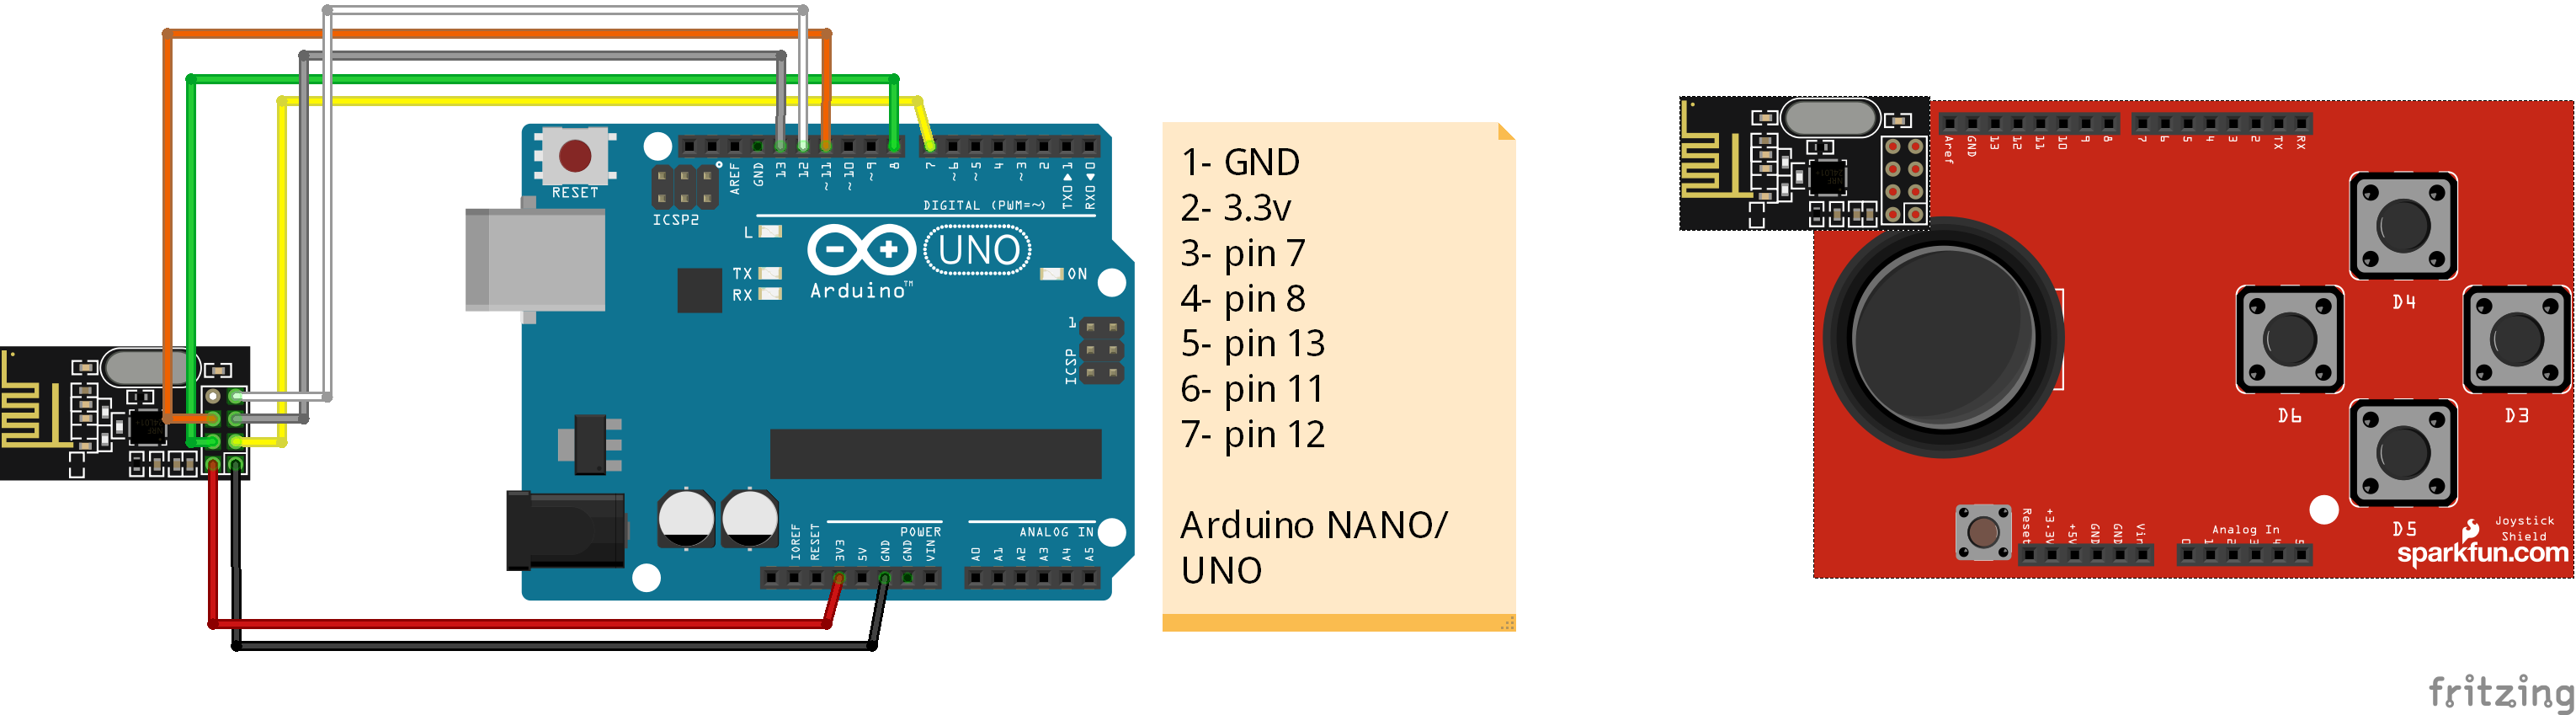 RESET
ICSP2
AREF
GND
13
12
~11
~10
~9
8
7
~6
~5
4
~3
2
TX0▶1
RX0◀0
DIGITAL (PWM=~)
L
TX
RX
UNO
Arduino™
ON
1
ICSP
IOREF
RESET
3V3
5V
GND
GND
VIN
POWER
ANALOG IN
A0
A1
A2
A3
A4
A5
1- GND
2- 3.3v
3- pin 7
4- pin 8
5- pin 13
6- pin 11
7- pin 12
Arduino NANO/
UNO
Aref
GND
13
12
11
10
9
8
7
6
5
4
3
2
TX
RX
D4
D6
D3
D5
Reset
+3.3V
+5V
GND
GND
Vin
Analog In
0
1
2
3
4
5
Joystick
Shield
sparkfun.com
fritzing